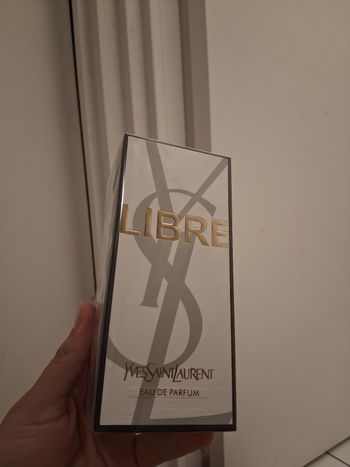 LIBRE
YVESSAINTLAURENT
EAU DE PARFUM